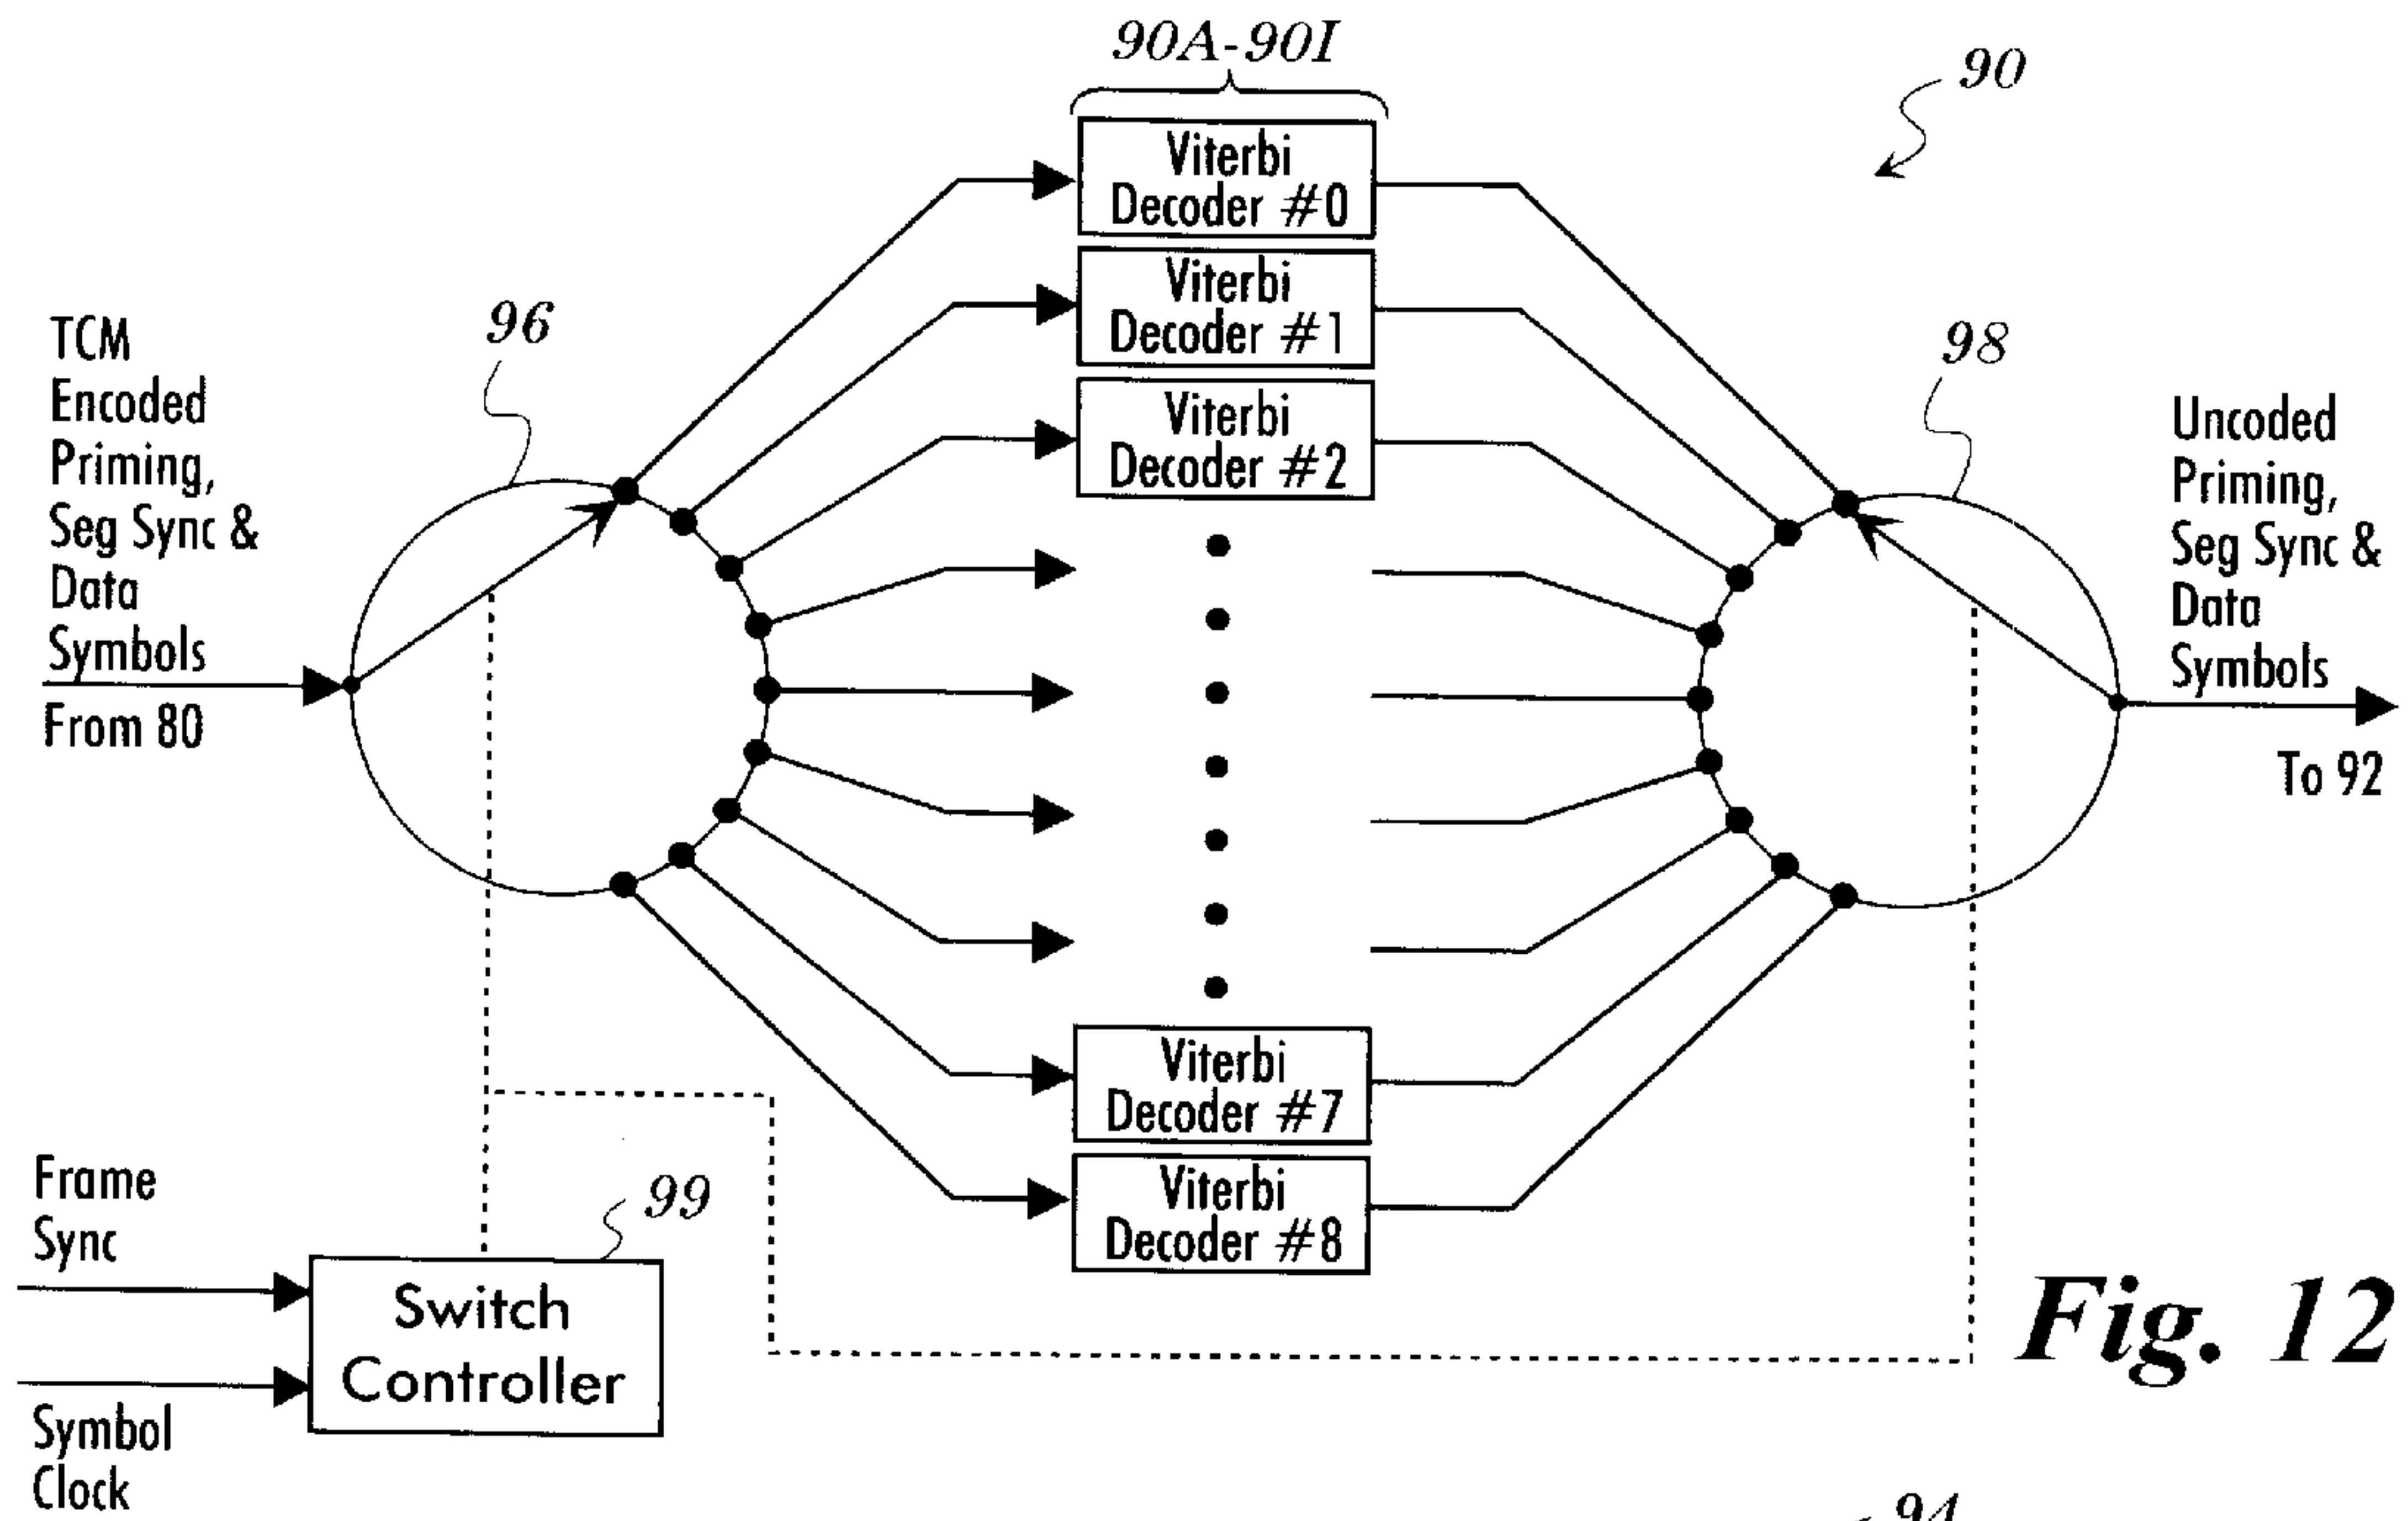 90A-90I
90
Viterbi
Decoder #0
Viterbi
Decoder #1
Viterbi
Decoder #2
96
98
TCM
Encoded
Priming,
Seg Sync &
Data
Symbols
From 80
Uncoded
Priming,
Seg Sync &
Data
Symbols
To 92
Viterbi
Decoder #7
Viterbi
Decoder #8
Frame
Sync
99
Switch
Controller
Symbol
Clock
Fig. 12
94